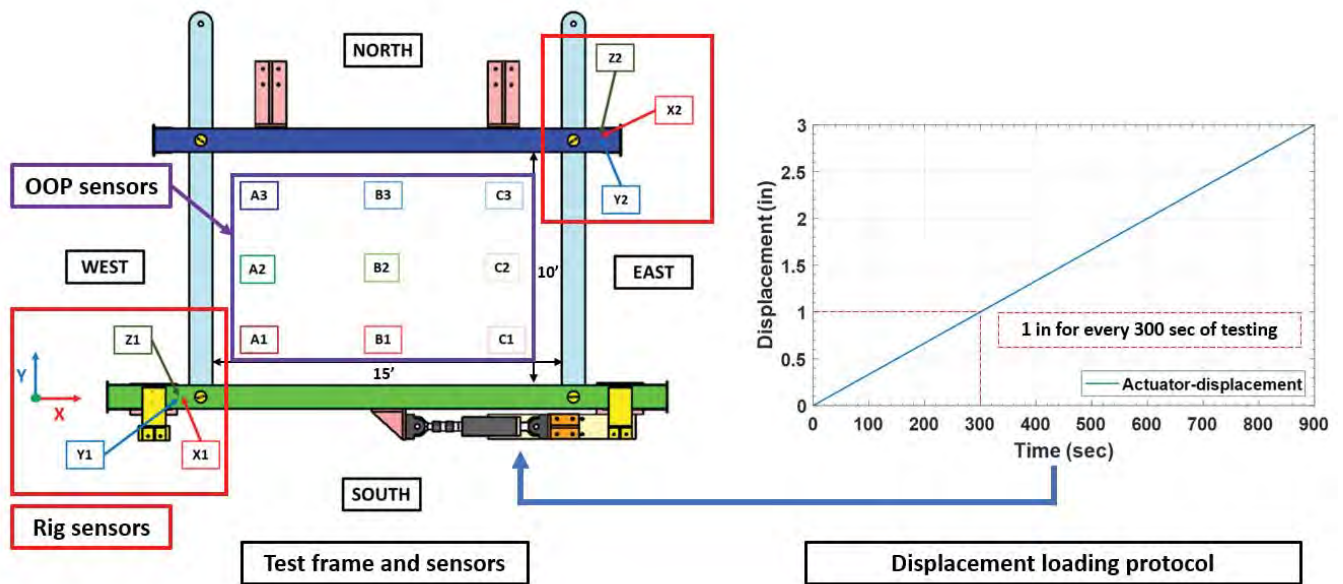 NORTH
Z2
X2
Y2
OOP sensors
A3
B3
C3
WEST
A2
B2
C2
10'
EAST
A1
B1
C1
15'
Z1
Y
X
Y1
X1
SOUTH
Rig sensors
Test frame and sensors
3
2.5
2
1.5
1
0.5
0
Displacement (in)
1 in for every 300 sec of testing
Actuator-displacement
0 100 200 300 400 500 600 700 800 900
Time (sec)
Displacement loading protocol